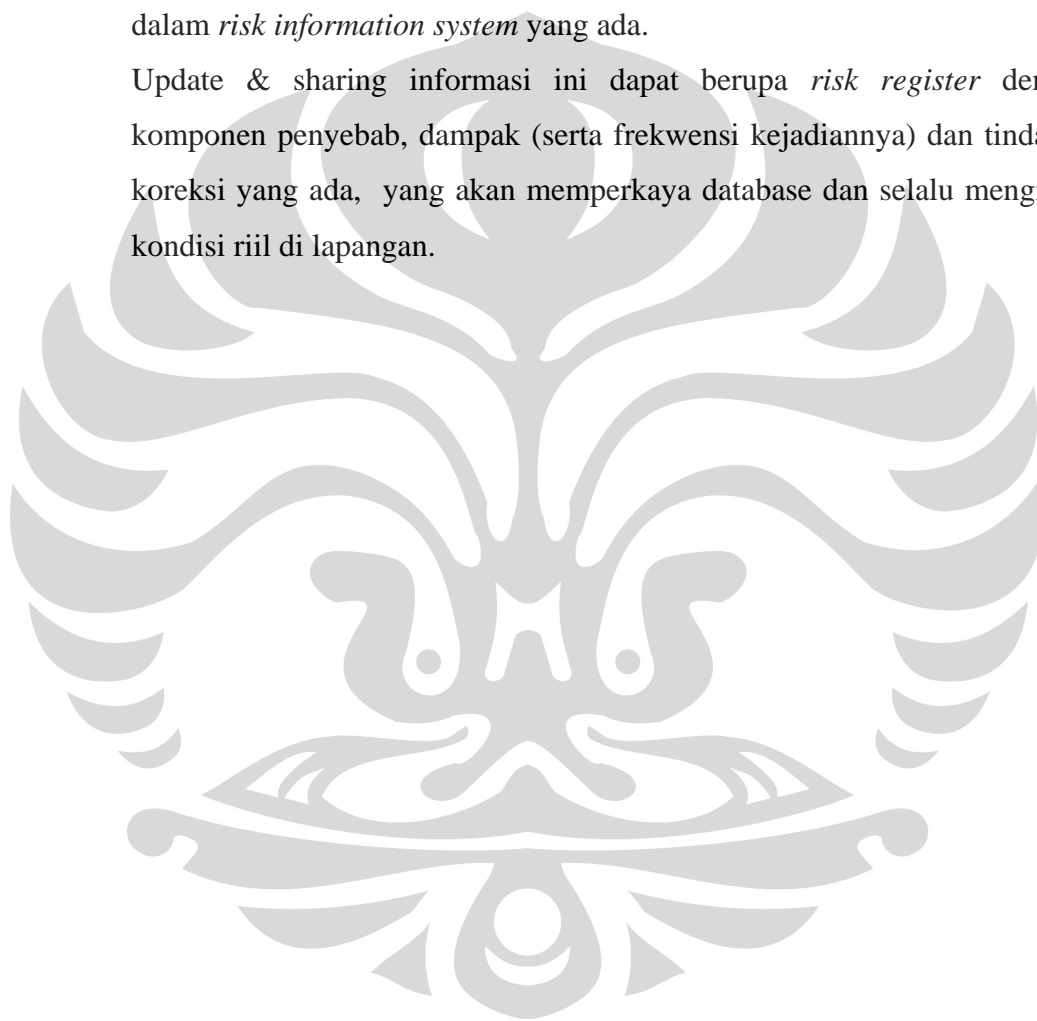 dalam risk information system yang ada.
Update & sharing informasi ini dapat berupa risk register
komponen penyebab, dampak (serta frekwensi kejadiannya) dan
koreksi yang ada, yang akan memperkaya database dan selalu
kondisi riil di lapangan.